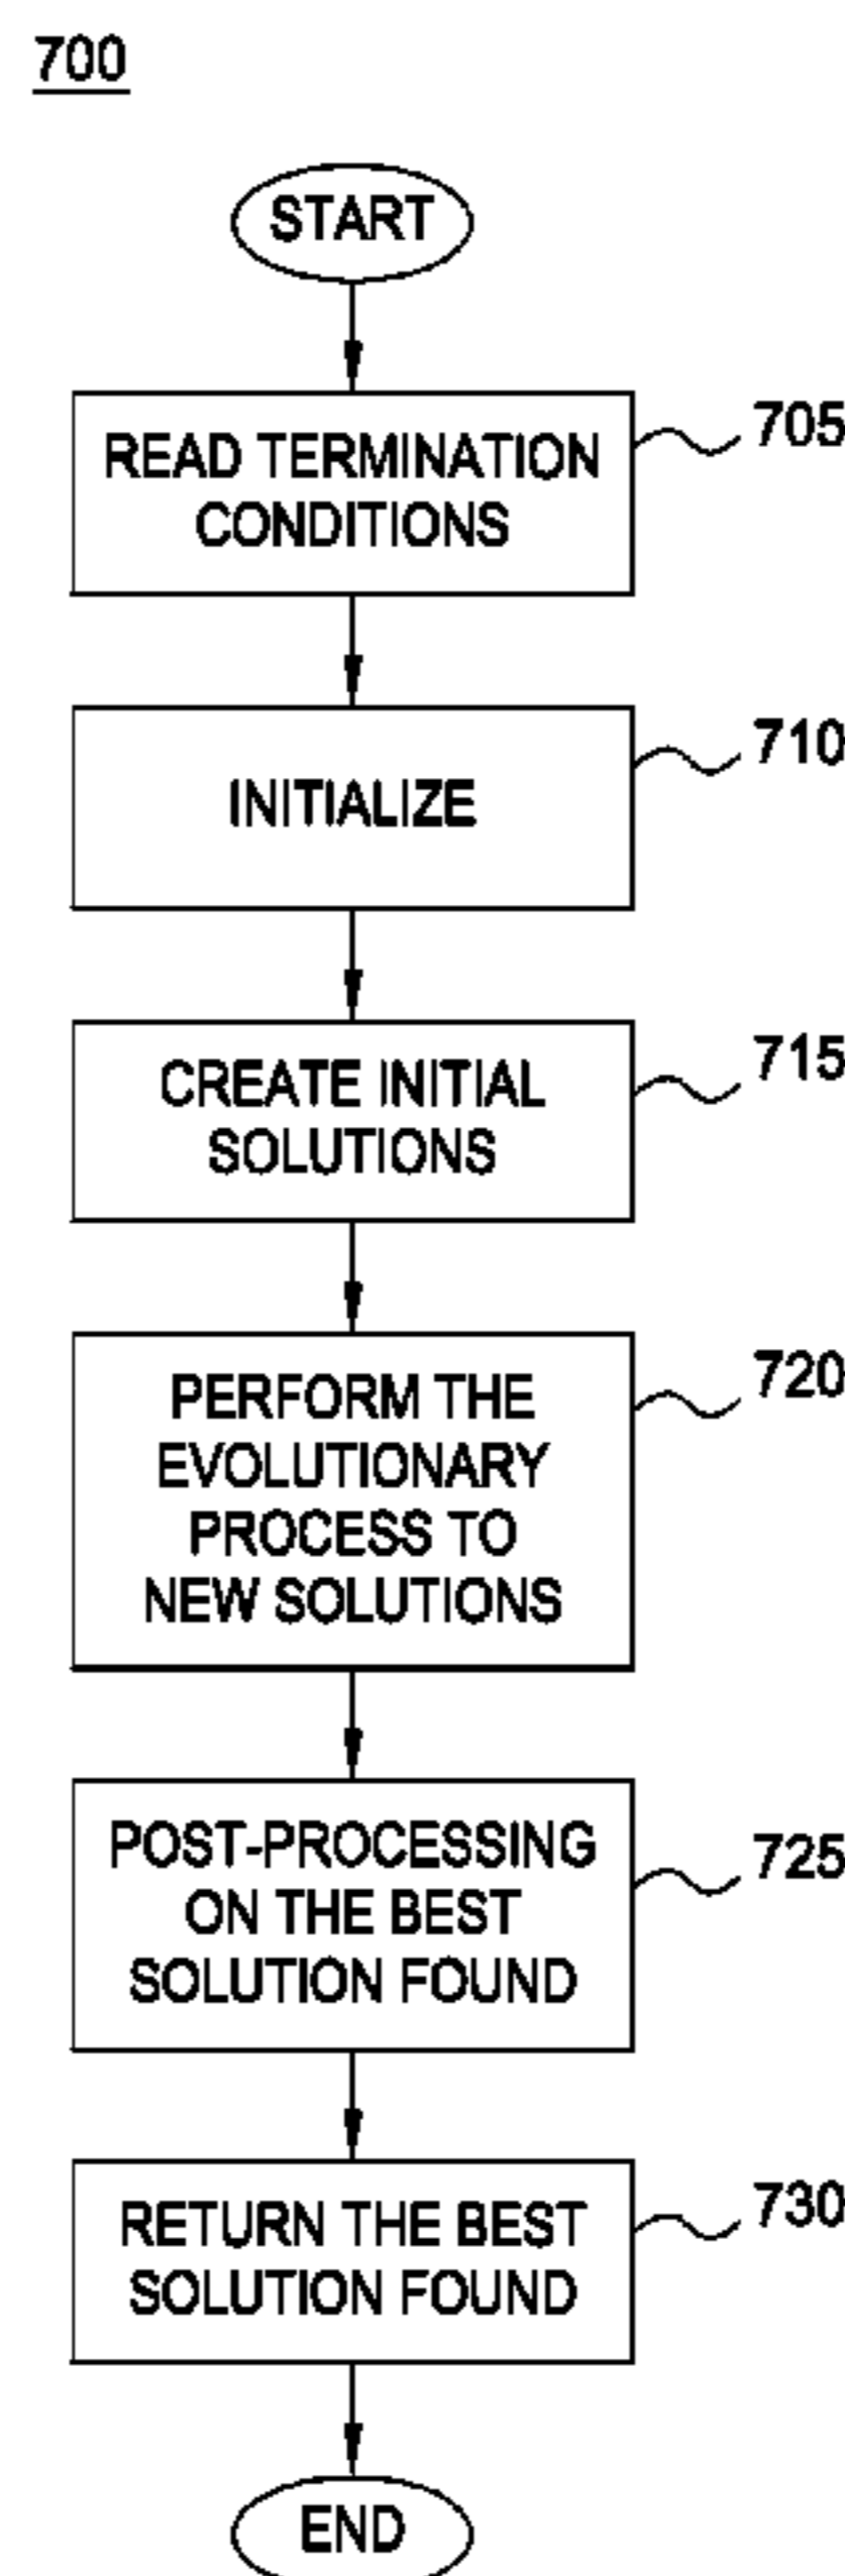 700
START
READ TERMINATION
CONDITIONS
705
INITIALIZE
710
CREATE INITIAL
SOLUTIONS
715
PERFORM THE
EVOLUTIONARY
PROCESS TO
NEW SOLUTIONS
720
POST-PROCESSING
ON THE BEST
SOLUTION FOUND
725
RETURN THE BEST
SOLUTION FOUND
730
END